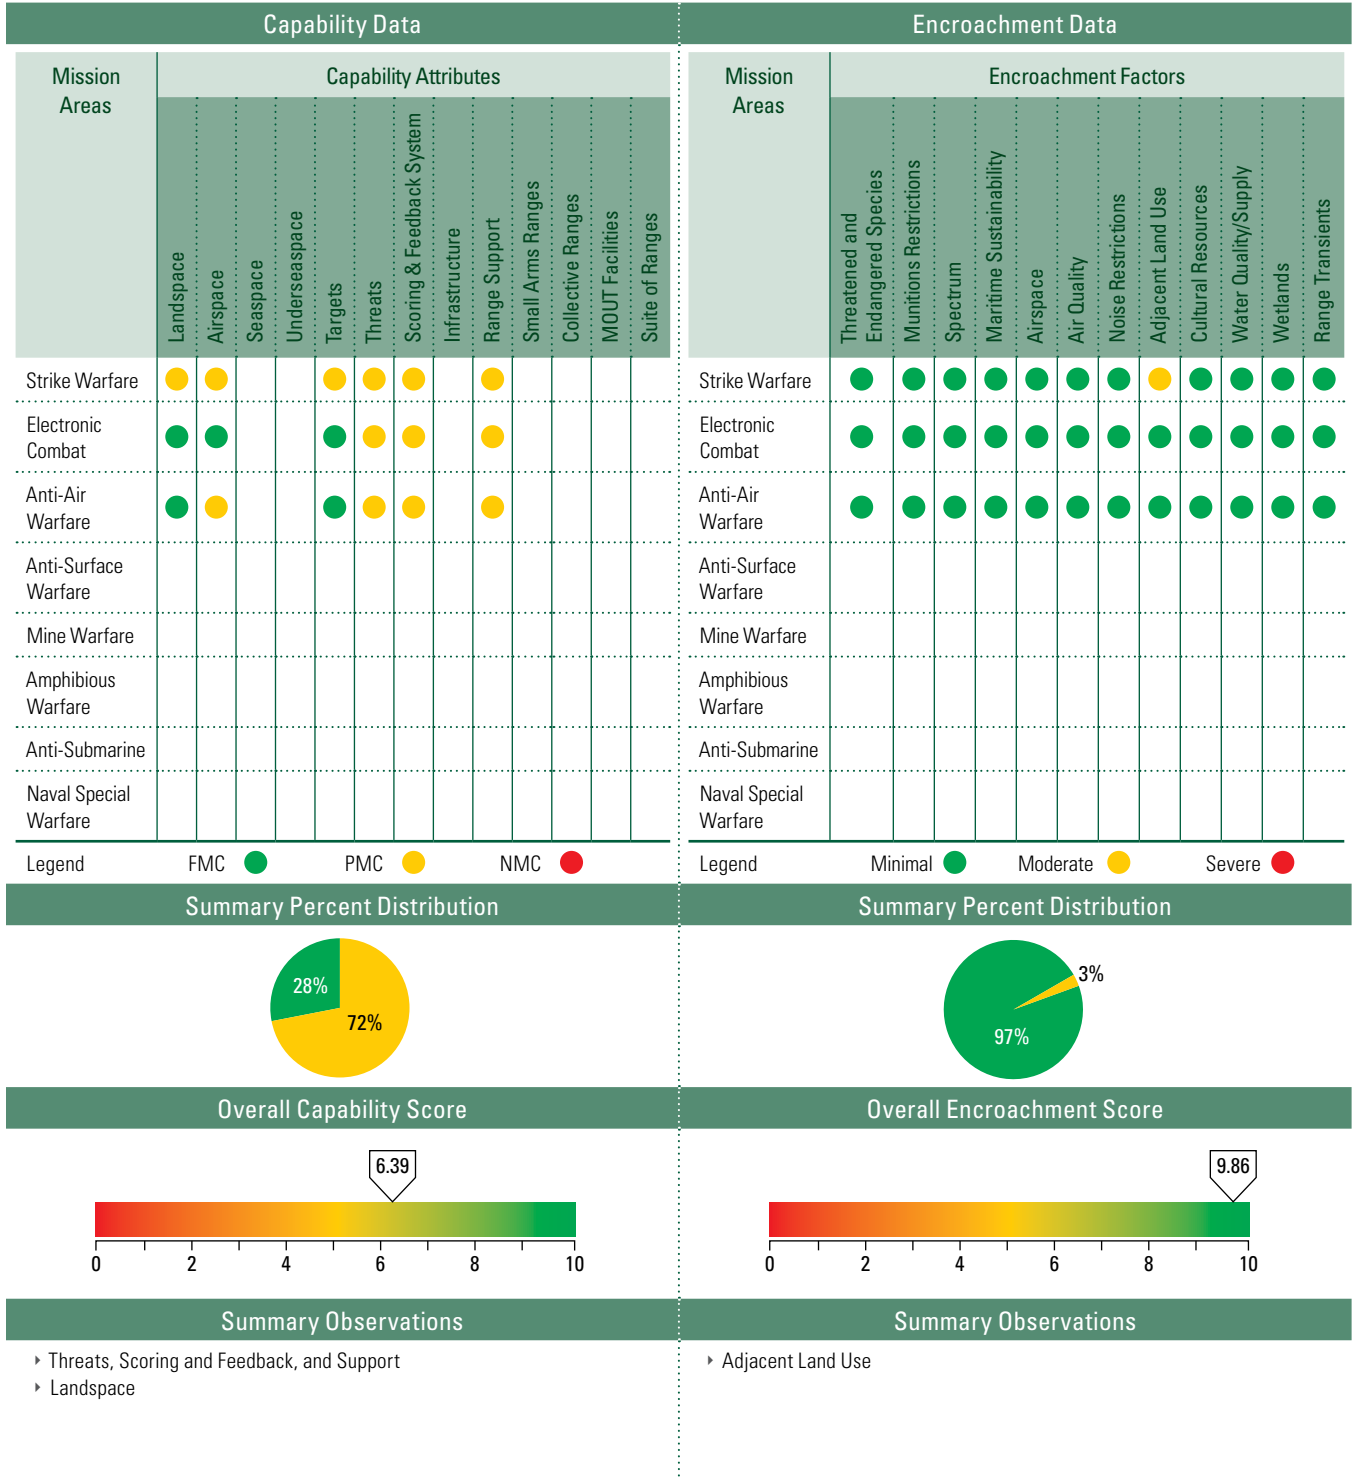 Capability Data
Mission
Areas
Capability Attributes
Landspace
Airspace
Seaspace
Underseaspace
Targets
Threats
Scoring & Feedback System
Infrastructure
Range Support
Small Arms Ranges
Collective Ranges
MOUT Facilities
Suite of Ranges
Strike Warfare
Electronic
Combat
Anti-Air
Warfare
Anti-Surface
Warfare
Mine Warfare
Amphibious
Warfare
Anti-Submarine
Naval Special
Warfare
Legend FMC PMC NMC
Summary Percent Distribution
28%
72%
Overall Capability Score
6.39
0 2 4 6 8 10
Summary Observations
Threats, Scoring and Feedback, and Support
Landspace
Encroachment Data
Mission
Areas
Encroachment Factors
Threatened and
Endangered Species
Munitions Restrictions
Spectrum
Maritime Sustainability
Airspace
Air Quality
Noise Restrictions
Adjacent Land Use
Cultural Resources
Water Quality/Supply
Wetlands
Range Transients
Strike Warfare
Electronic
Combat
Anti-Air
Warfare
Anti-Surface
Warfare
Mine Warfare
Amphibious
Warfare
Anti-Submarine
Naval Special
Warfare
Legend Minimal Moderate Severe
Summary Percent Distribution
3%
97%
Overall Encroachment Score
9.86
0 2 4 6 8 10
Summary Observations
Adjacent Land Use